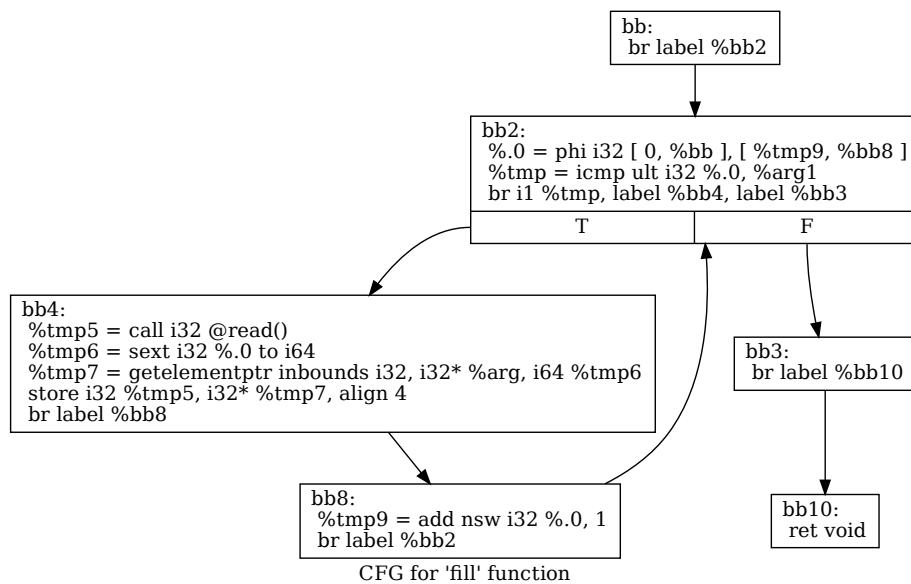 bb:
br label %bb2
bb2:
%.0 = phi i32 [ 0, %bb ], [ %tmp9, %bb8 ]
%tmp = icmp ult i32 %.0, %arg1
br i1 %tmp, label %bb4, label %bb3
T F
bb4:
%tmp5 = call i32 @read()
%tmp6 = sext i32 %.0 to i64
%tmp7 = getelementptr inbounds i32, i32* %arg, i64 %tmp6
store i32 %tmp5, i32* %tmp7, align 4
br label %bb8
bb3:
br label %bb10
bb8:
%tmp9 = add nsw i32 %.0, 1
br label %bb2
bb10:
ret void
CFG for 'fill' function